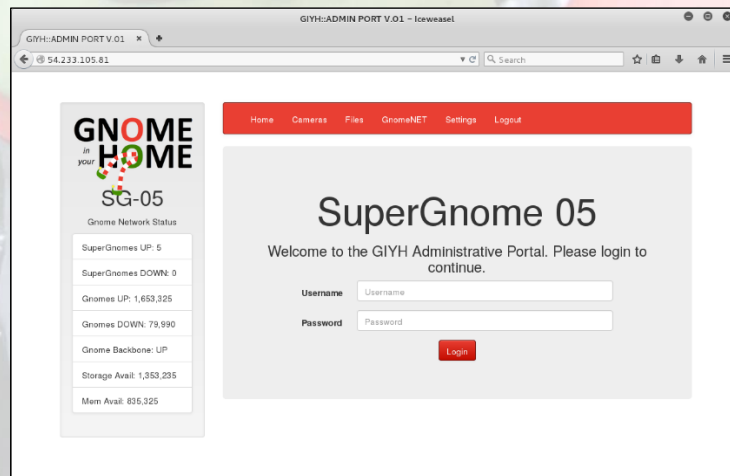 GIYH::ADMIN PORT V.01 – Iceweasel
GIYH::ADMIN PORT V.01
54.233.105.81
Search
GNOME
in
your HOME
SG-05
Gnome Network Status
SuperGnomes UP: 5
SuperGnomes DOWN: 0
Gnomes UP: 1,653,325
Gnomes DOWN: 79,990
Gnome Backbone: UP
Storage Avail: 1,353,235
Mem Avail: 835,325
Home Cameras Files GnomeNET Settings Logout
SuperGnome 05
Welcome to the GIYH Administrative Portal. Please login to
continue.
Username Username
Password Password
Login